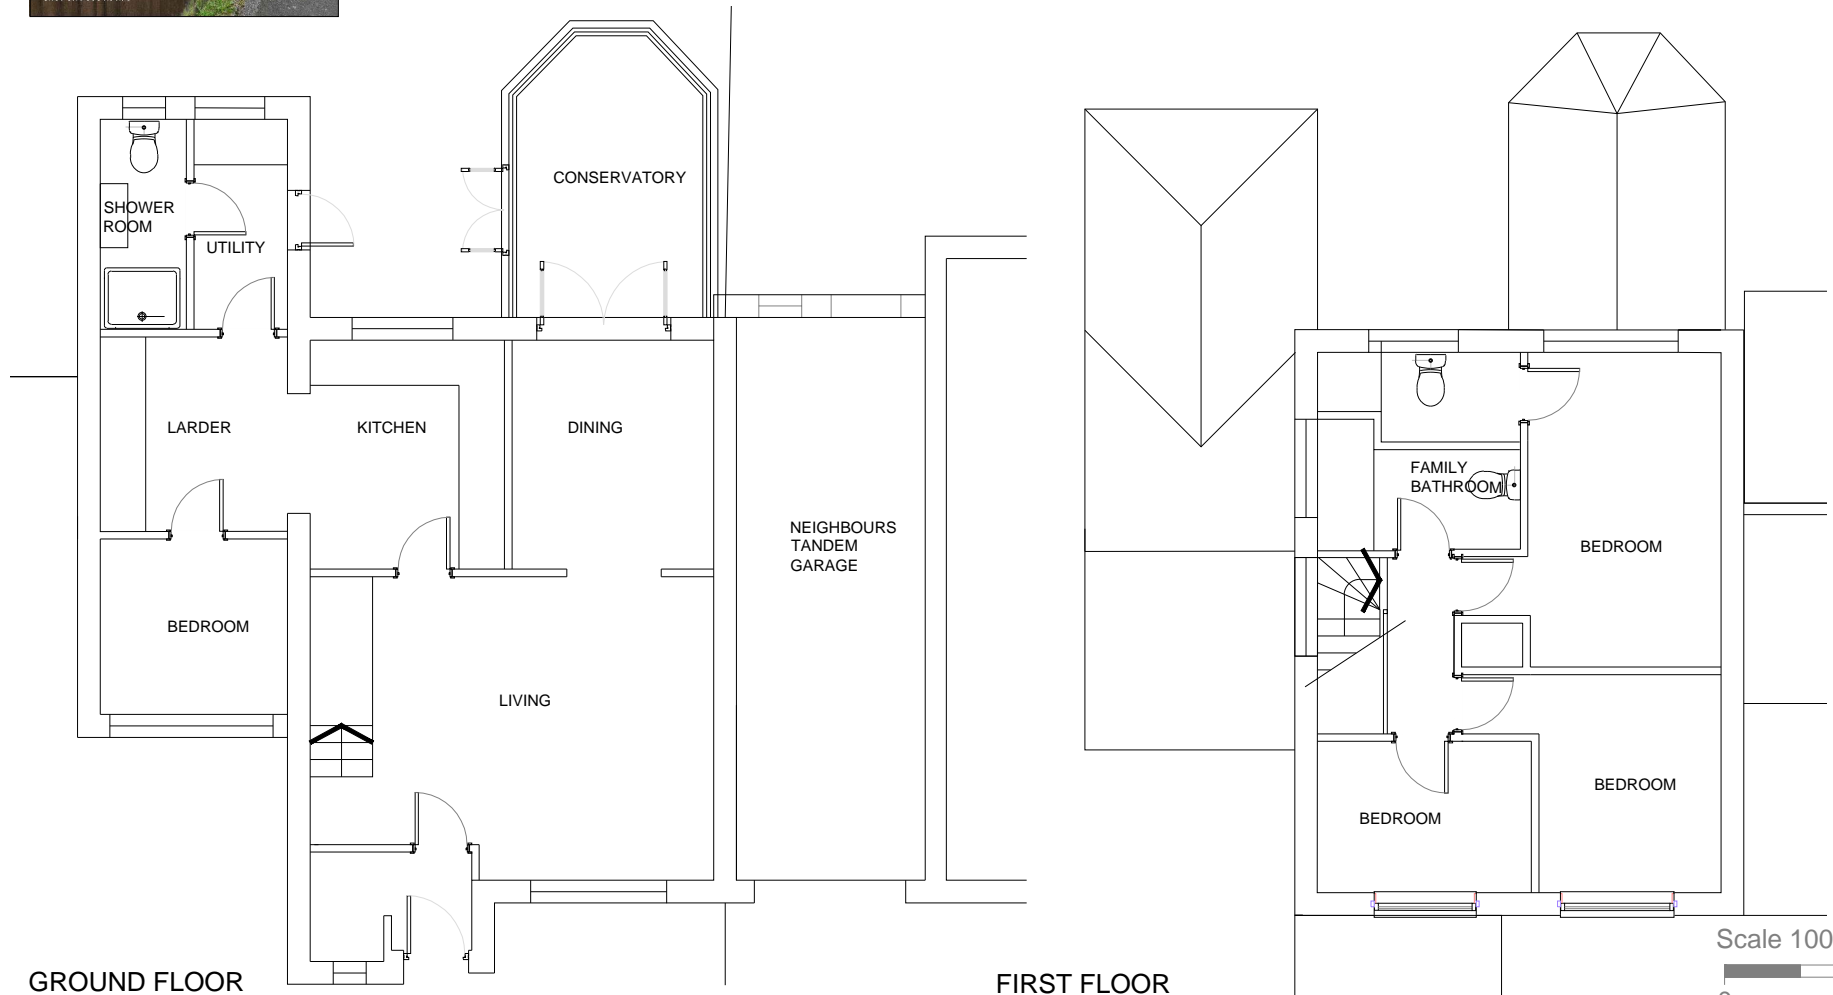 CONSERVATORY
SHOWER
ROOM
UTILITY
LARDER
KITCHEN
DINING
NEIGHBOURS
TANDEM
GARAGE
BEDROOM
LIVING
GROUND FLOOR
FAMILY
BATHROOM
BEDROOM
BEDROOM
BEDROOM
FIRST FLOOR
Scale 100